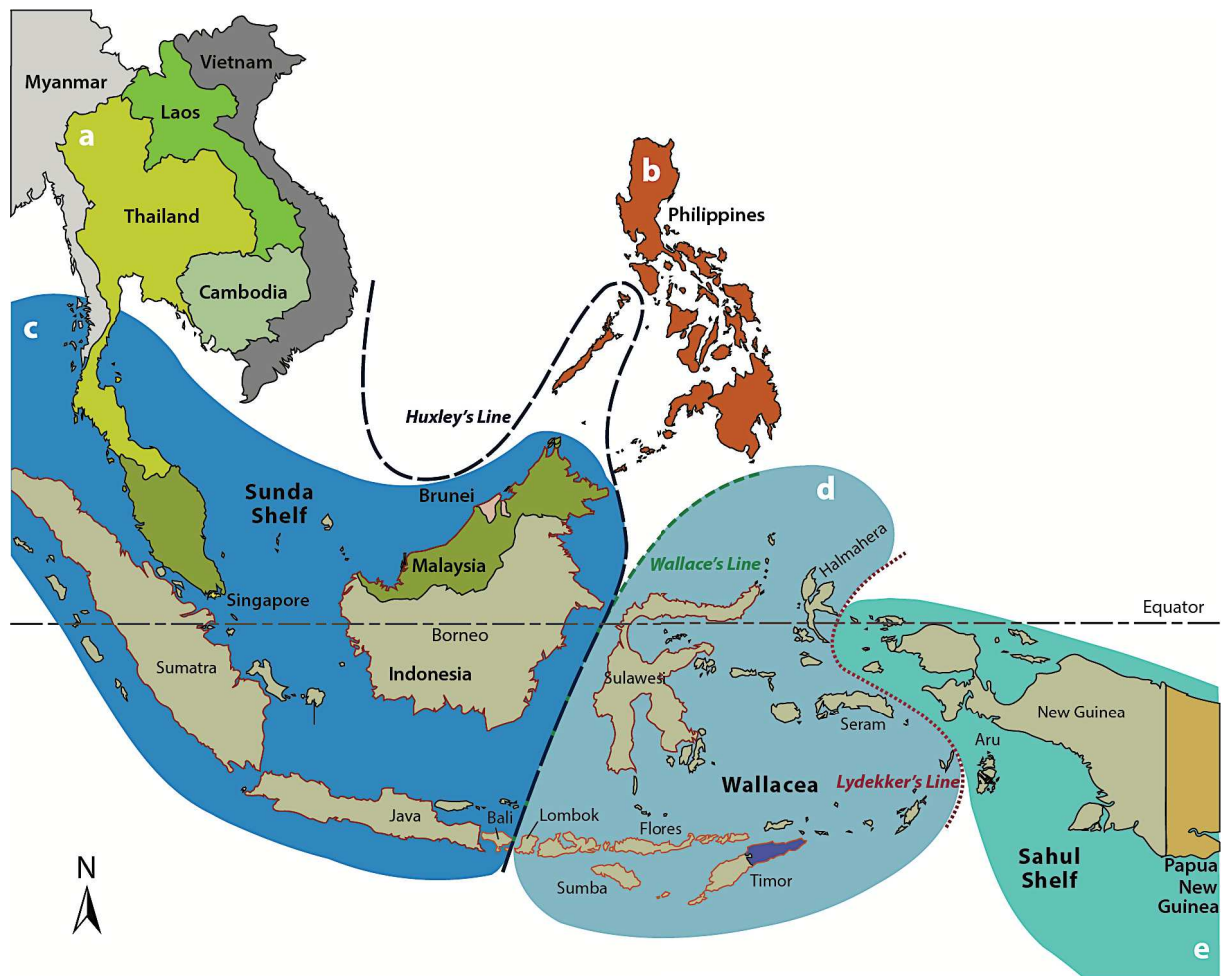 Vietnam
Myanmar
Laos
a
b
Thailand
Philippines
Cambodia
c
Huxley's Line
Sunda
Shelf
Brunei
d
Malaysia
Wallace's Line
Halmahera
Singapore
Equator
Borneo
Sumatra
Indonesia
Sulawesi
New Guinea
Seram
Aru
Wallacea
Lydekker's Line
Java
Bali
Lombok
Flores
N
Sumba
Timor
Sahul
Shelf
Papua
New
Guinea
e